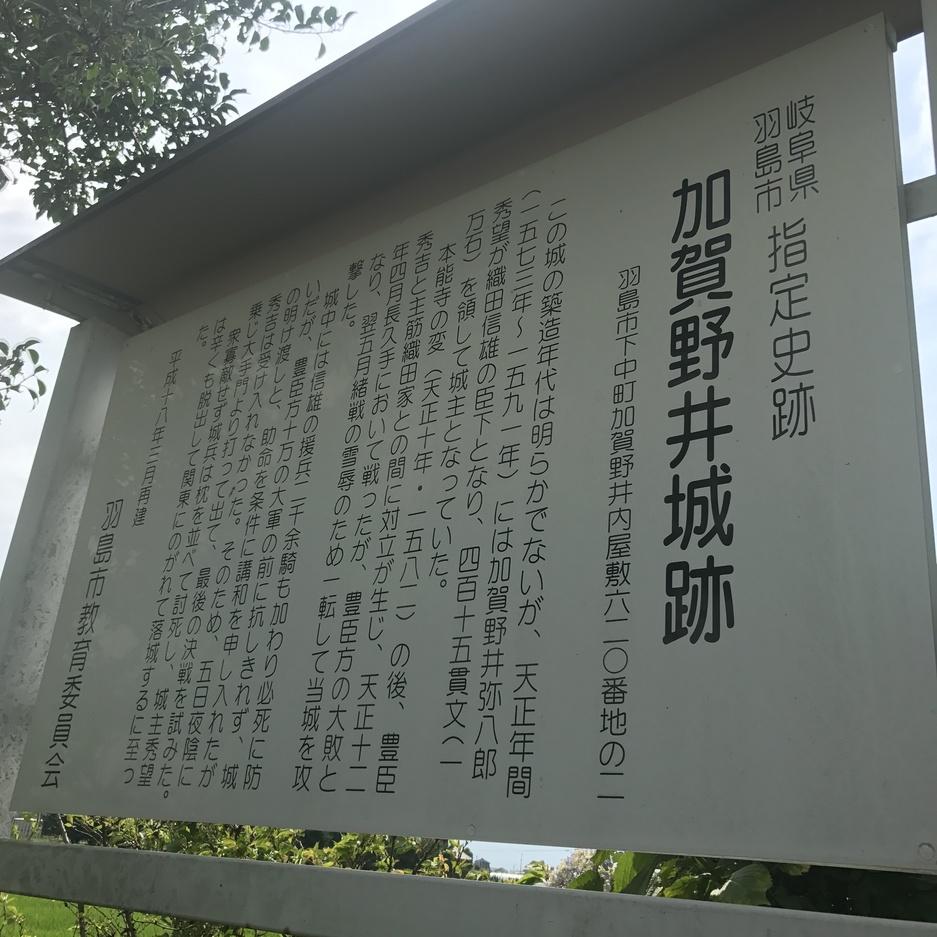 岐阜県
羽島市
指定史跡
加賀野井城跡
羽島市下中町加賀野井内屋敷六二〇番地の二
この城の築造年代は明らかでないが、天正年間
(一五七三年～一五九一年)には加賀野井弥八郎
秀望が織田信雄の臣下となり、四百十五貫文(一
万石)を領して城主となっていた。
本能寺の変(天正十年・一五八二)の後、豊臣
秀吉と主筋織田家との間に対立が生じ、天正十二
年四月長久手において戦ったが、豊臣方の大敗と
なり、翌五月緒戦の雪辱のため一転して当城を攻
撃した。
城中には信雄の援兵二千余騎も加わり必死に防
いだが、豊臣方十万の大軍の前に抗しきれず、城
の明け渡しと、助命を条件に講和を申し入れたが
秀吉は受け入れなかった。そのため、五日夜陰に
乗じ大手門より打って出て、最後の決戦を試みた。
衆寡敵せず城兵は枕を並べて討死し、城主秀望
は辛くも脱出して関東にのがれて落城するに至っ
た。
平成十八年三月再建
羽島市教育委員会